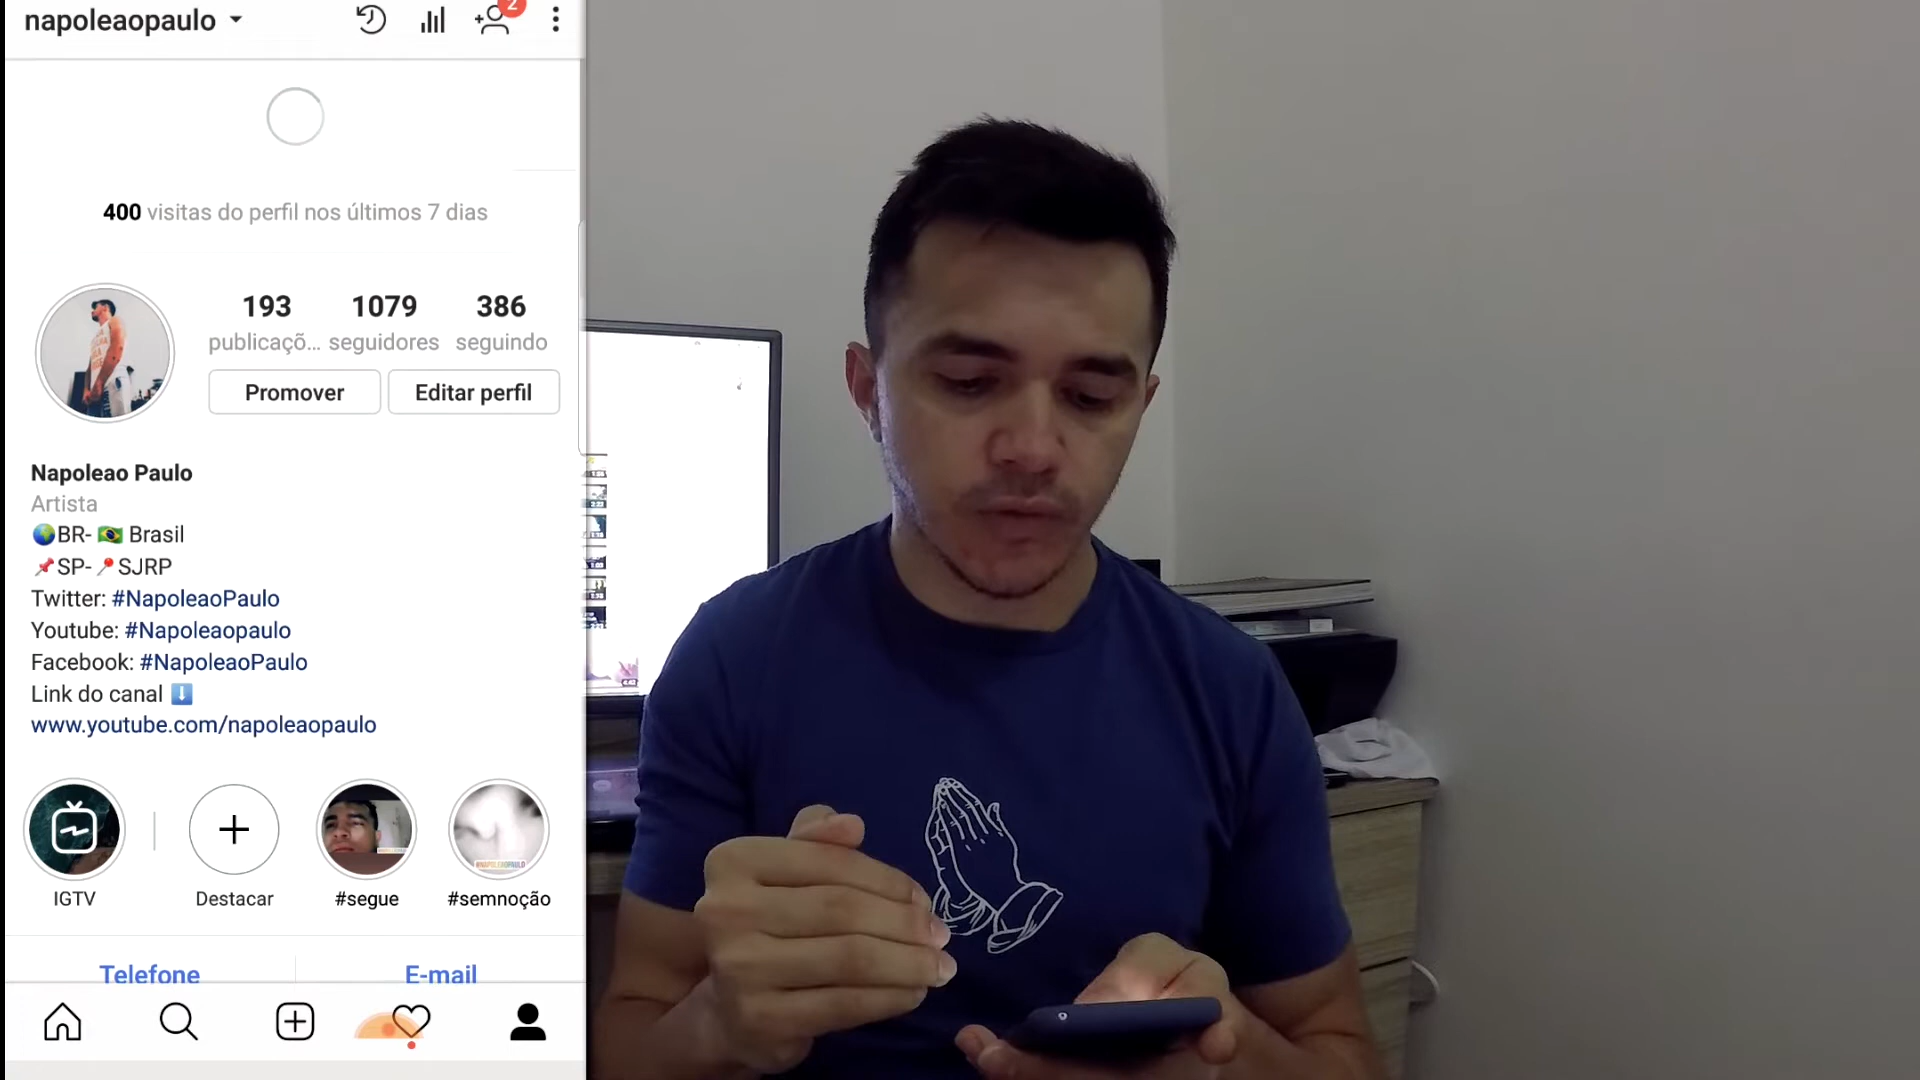 napoleaopaulo
2
400 visitas do perfil nos últimos 7 dias
193 1079 386
publicaçõ... seguidores seguindo
Promover Editar perfil
Napoleao Paulo
Artista
BR- Brasil
SP- SJRP
Twitter: #NapoleaoPaulo
Youtube: #Napoleaopaulo
Facebook: #NapoleaoPaulo
Link do canal
www.youtube.com/napoleaopaulo
#NAPOLEAOPAULO
IGTV Destacar #segue #semnoção
Telefone E-mail